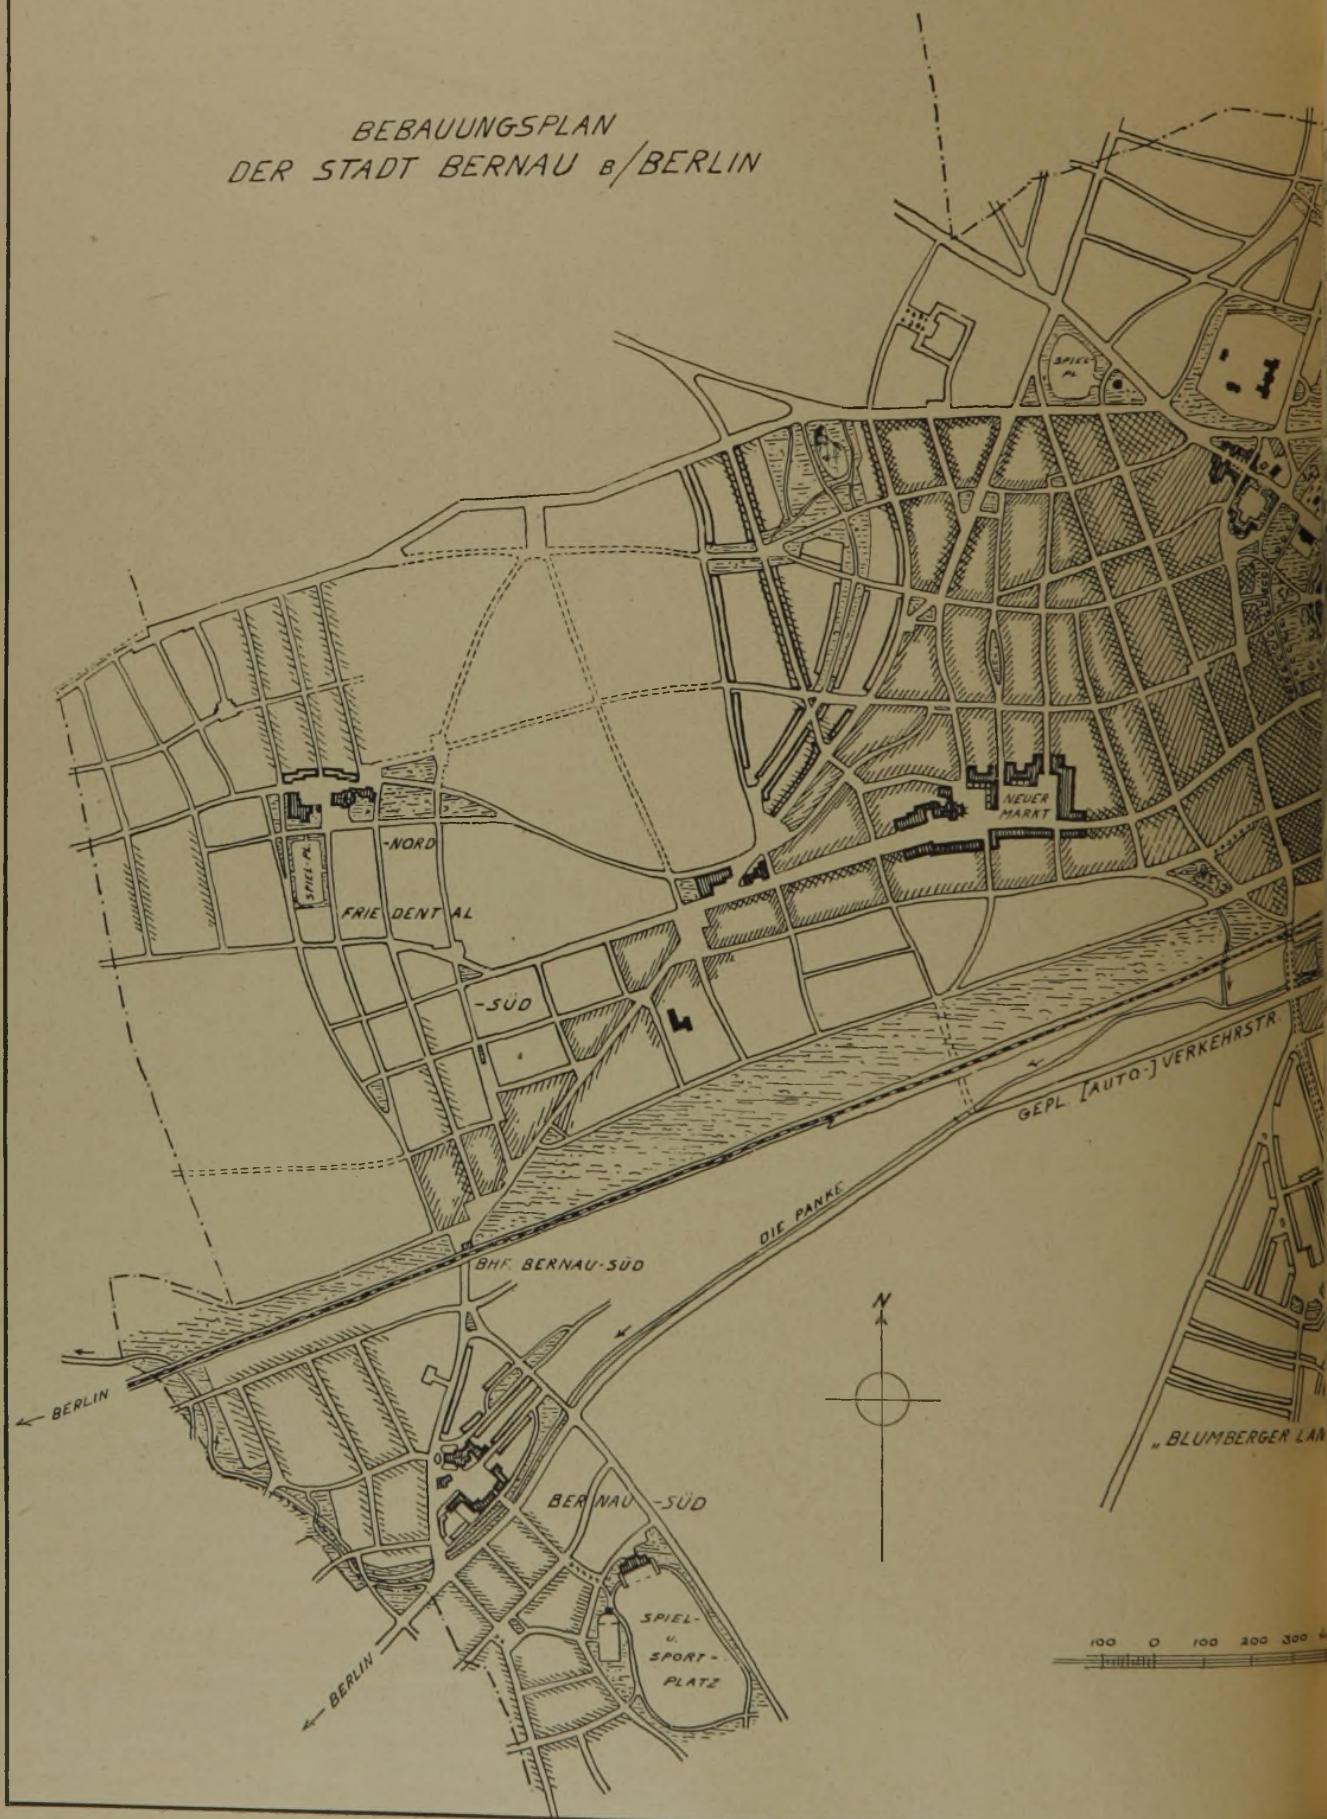 BEBAUUNGSPLAN
DER STADT BERNAU B/BERLIN
SPIEL-
PL.
NEUER
MARKT
-NORD
SPIEL-PL.
FRIEDENTAL
-SÜD
GEPL. [AUTO-] VERKEHRSTR.
DIE PANKE
BHF. BERNAU-SÜD
N
BERLIN
„BLUMBERGER LAN
BERNAU-SÜD
SPIEL-
U.
SPORT-
PLATZ
BERLIN
100 0 100 200 300